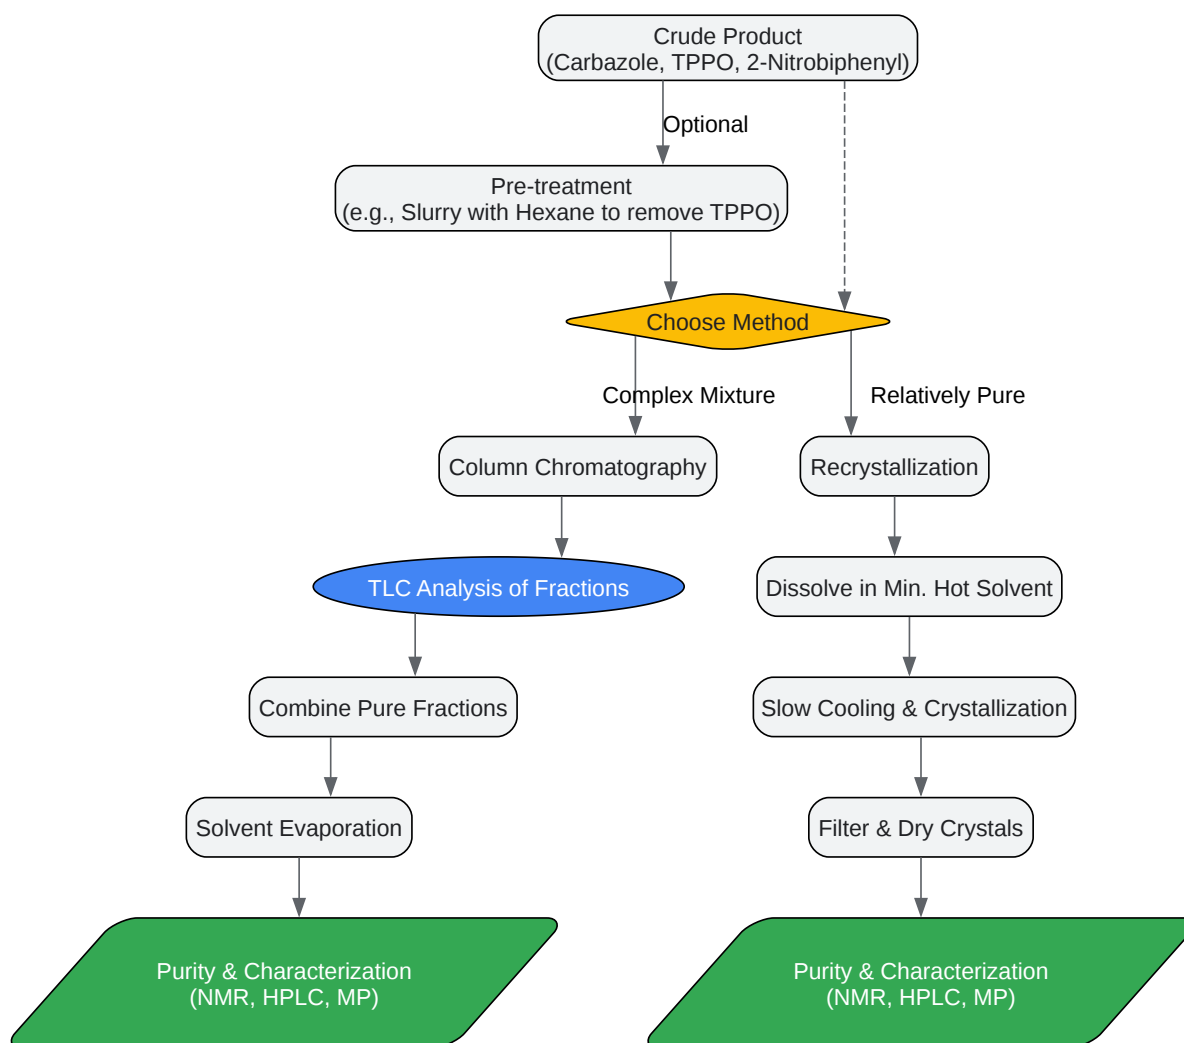 Crude Product
(Carbazole, TPPO, 2-Nitrobiphenyl)
Optional
Pre-treatment
(e.g., Slurry with Hexane to remove TPPO)
Choose Method
Complex Mixture
Relatively Pure
Column Chromatography
Recrystallization
TLC Analysis of Fractions
Dissolve in Min. Hot Solvent
Combine Pure Fractions
Slow Cooling & Crystallization
Solvent Evaporation
Filter & Dry Crystals
Purity & Characterization
(NMR, HPLC, MP)
Purity & Characterization
(NMR, HPLC, MP)